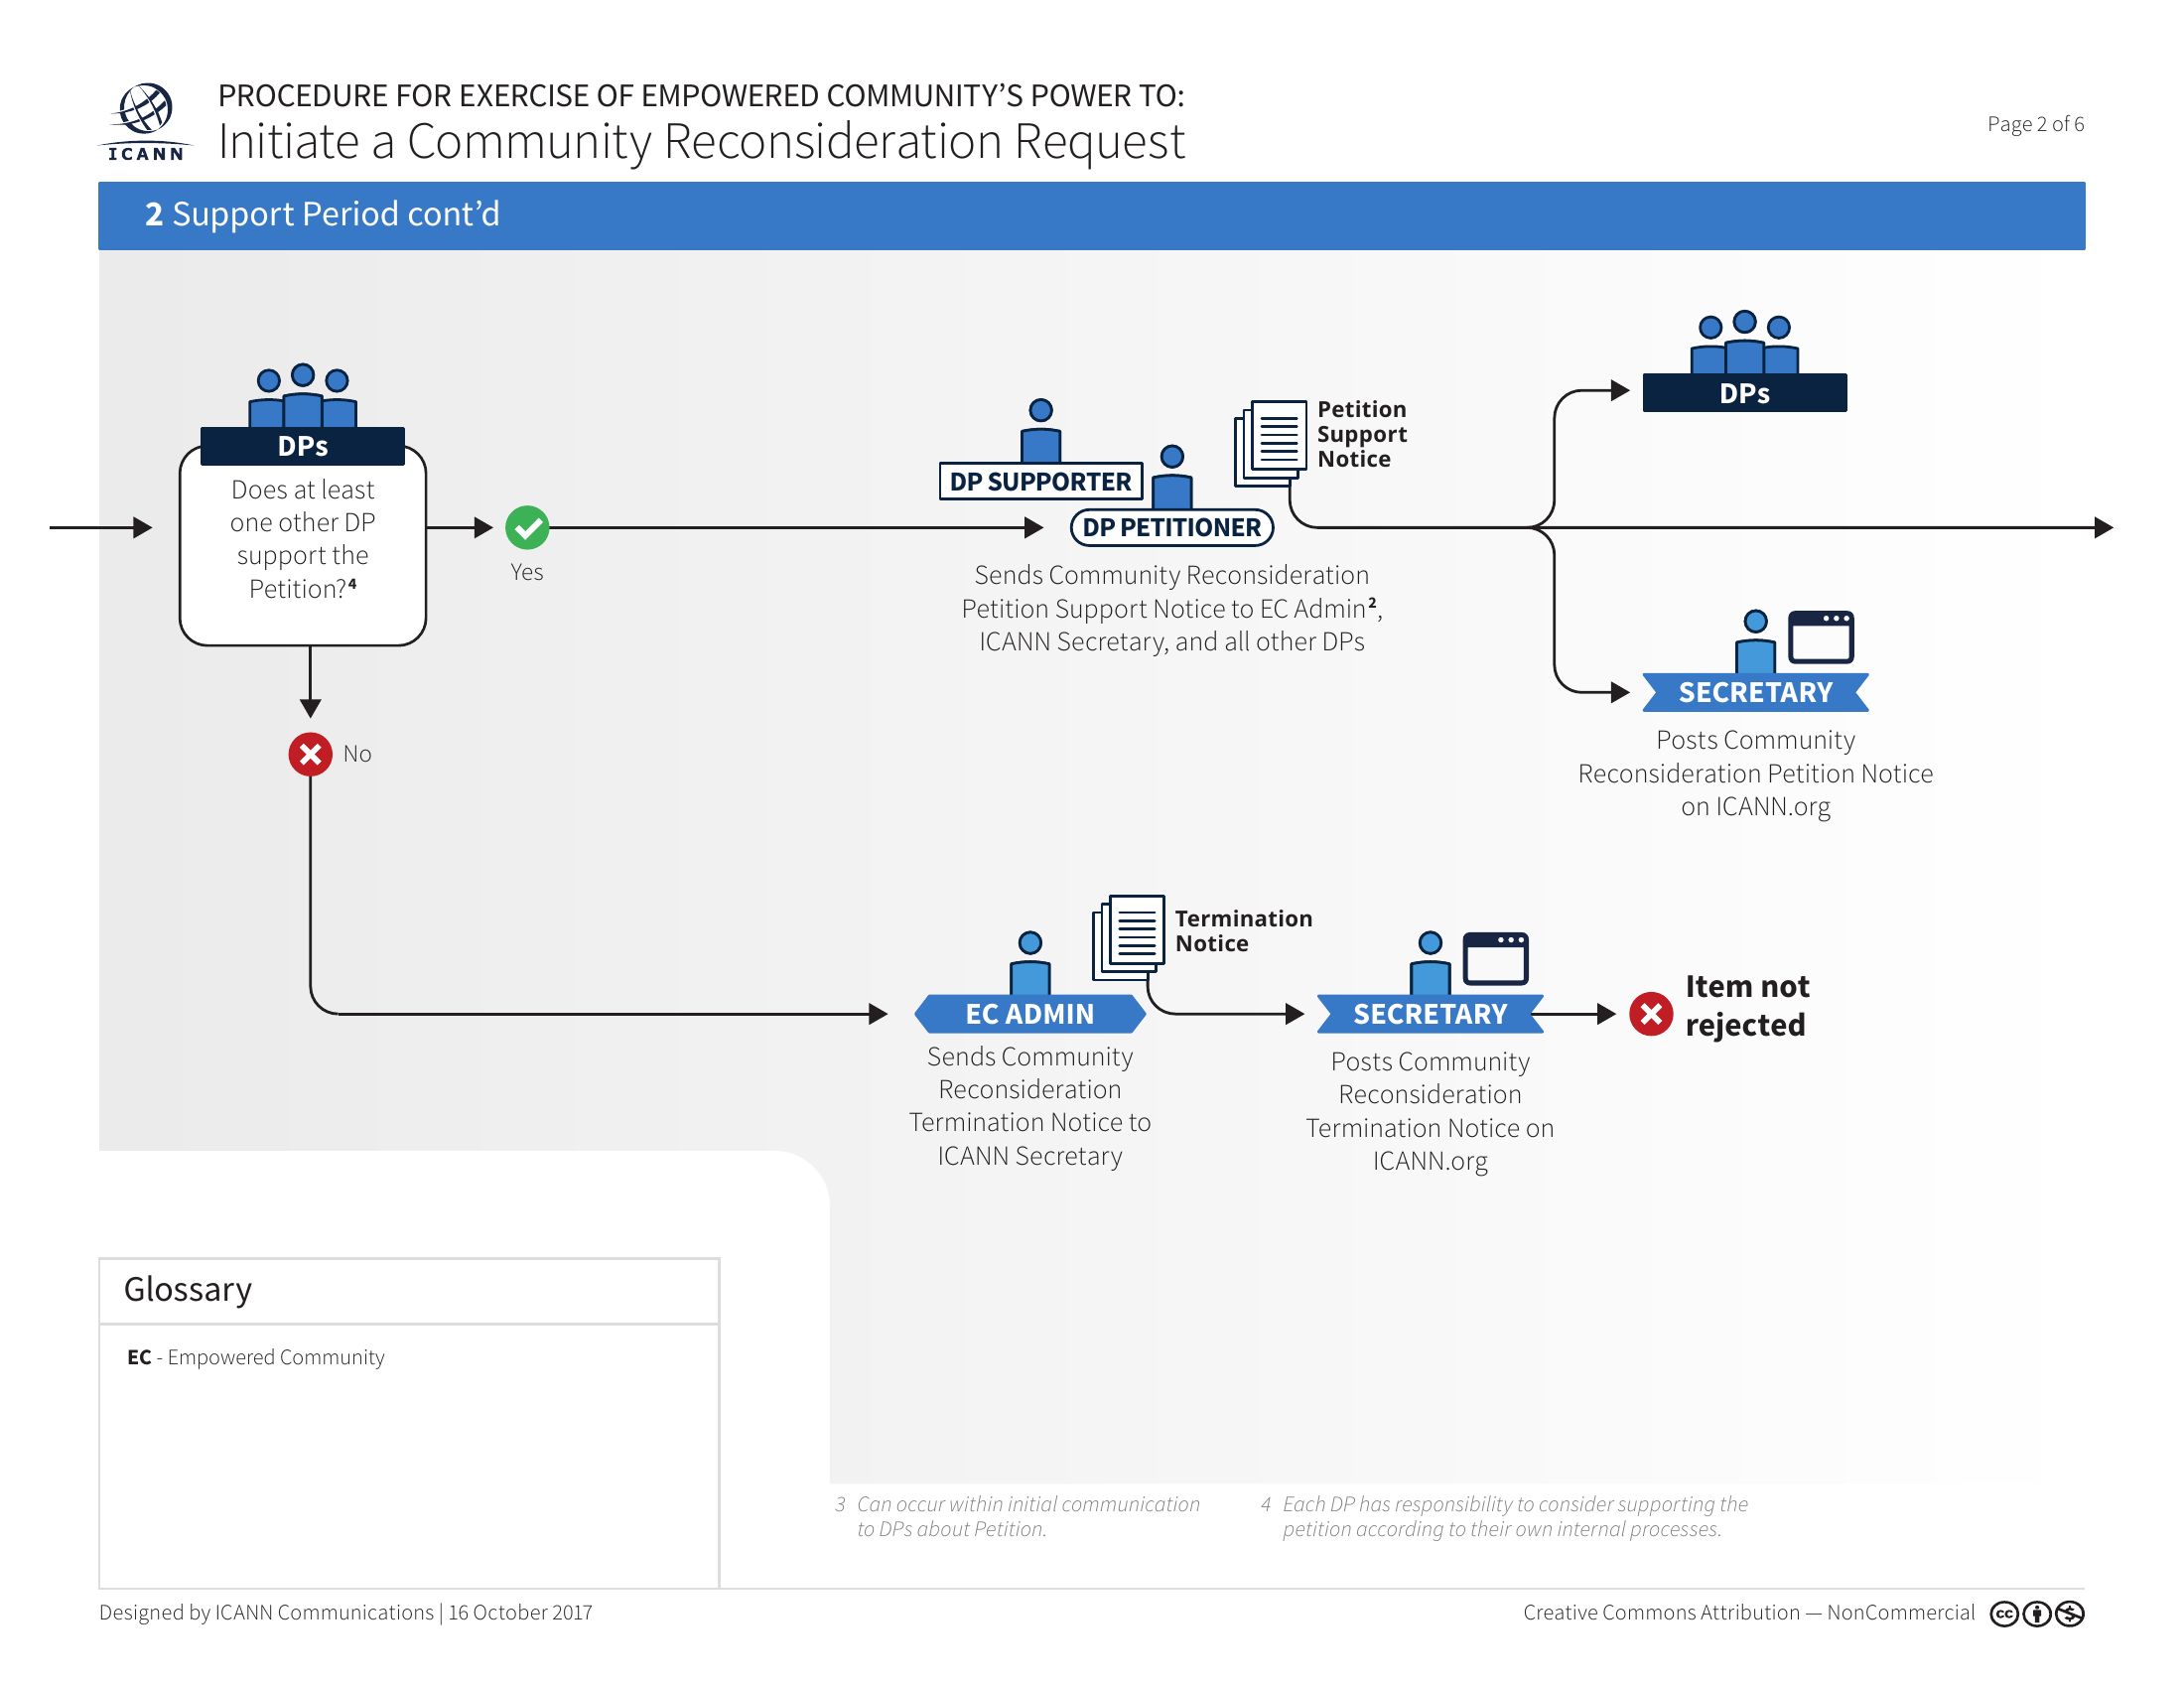 ICANN
PROCEDURE FOR EXERCISE OF EMPOWERED COMMUNITY’S POWER TO:
Initiate a Community Reconsideration Request
Page 2 of 6
2 Support Period cont’d
DPs
Does at least
one other DP
support the
Petition?⁴
Yes
No
DP SUPPORTER
DP PETITIONER
Sends Community Reconsideration
Petition Support Notice to EC Admin²,
ICANN Secretary, and all other DPs
Petition
Support
Notice
DPs
SECRETARY
Posts Community
Reconsideration Petition Notice
on ICANN.org
EC ADMIN
Sends Community
Reconsideration
Termination Notice to
ICANN Secretary
Termination
Notice
SECRETARY
Posts Community
Reconsideration
Termination Notice on
ICANN.org
Item not
rejected
Glossary
EC - Empowered Community
3 Can occur within initial communication
to DPs about Petition.
4 Each DP has responsibility to consider supporting the
petition according to their own internal processes.
Designed by ICANN Communications | 16 October 2017
Creative Commons Attribution — NonCommercial
cc